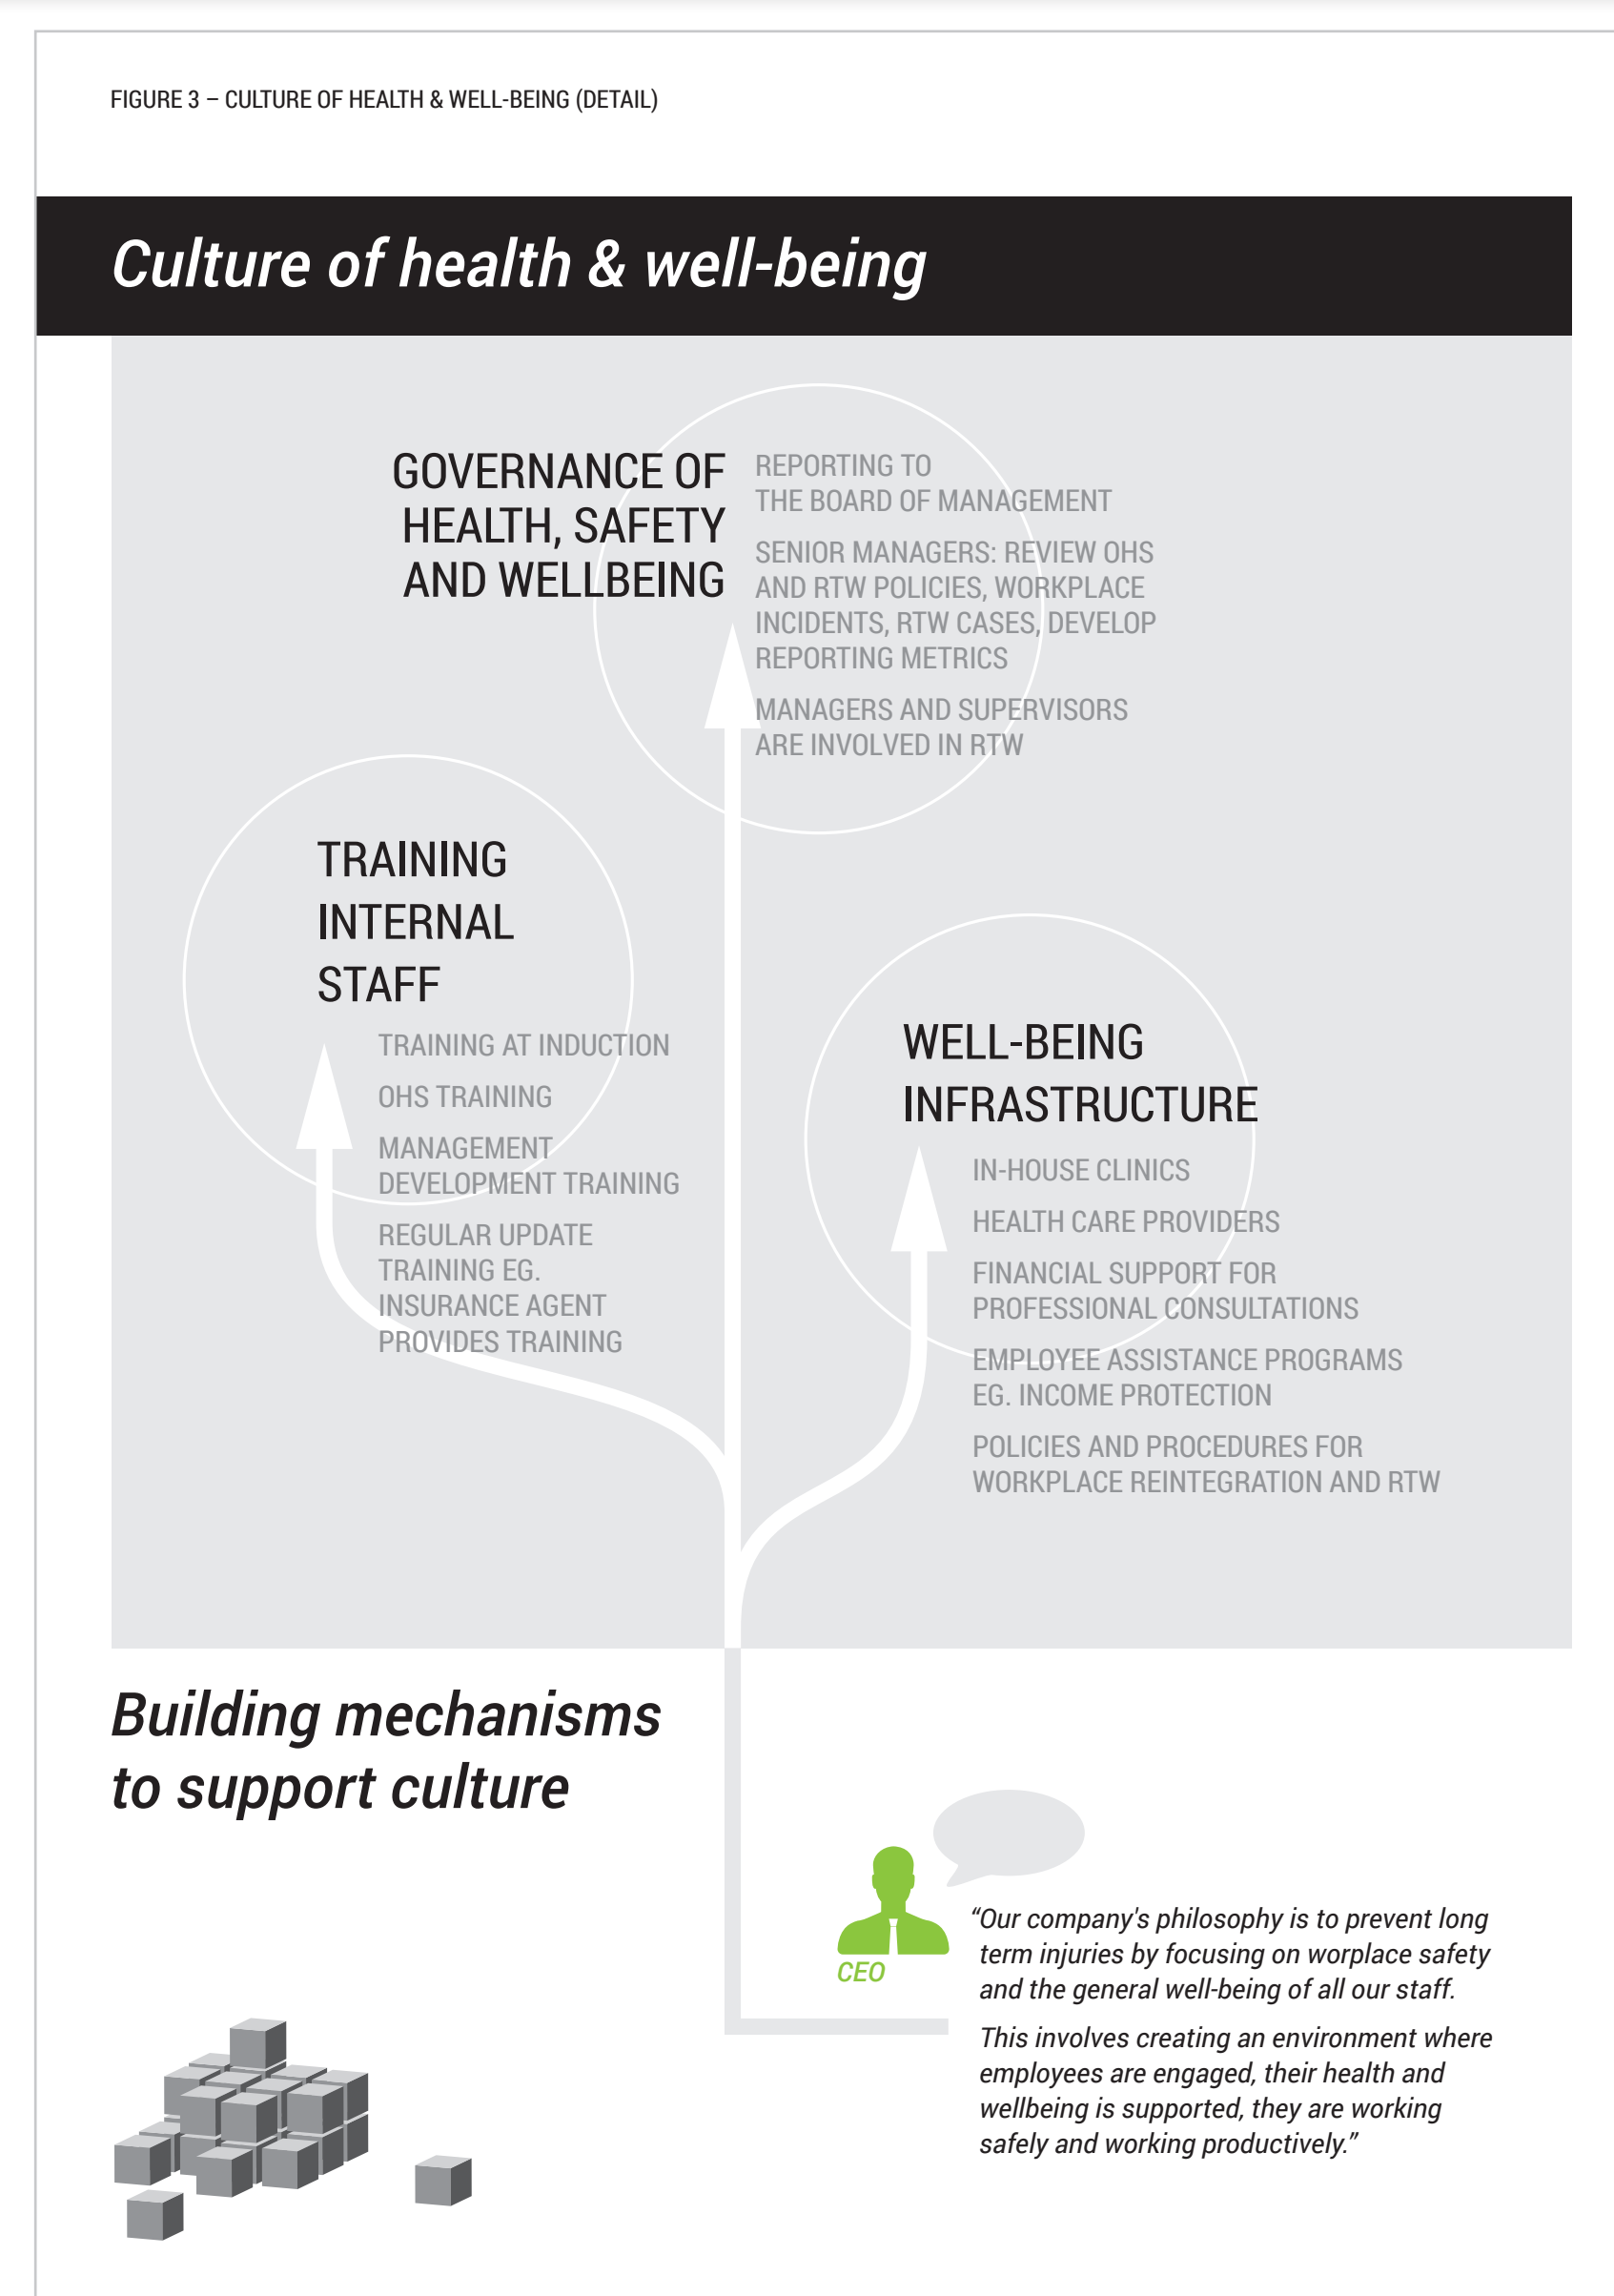 FIGURE 3 – CULTURE OF HEALTH & WELL-BEING (DETAIL)
Culture of health & well-being
GOVERNANCE OF
HEALTH, SAFETY
AND WELLBEING
REPORTING TO
THE BOARD OF MANAGEMENT
SENIOR MANAGERS: REVIEW OHS
AND RTW POLICIES, WORKPLACE
INCIDENTS, RTW CASES, DEVELOP
REPORTING METRICS
MANAGERS AND SUPERVISORS
ARE INVOLVED IN RTW
TRAINING
INTERNAL
STAFF
TRAINING AT INDUCTION
OHS TRAINING
MANAGEMENT
DEVELOPMENT TRAINING
REGULAR UPDATE
TRAINING EG.
INSURANCE AGENT
PROVIDES TRAINING
WELL-BEING
INFRASTRUCTURE
IN-HOUSE CLINICS
HEALTH CARE PROVIDERS
FINANCIAL SUPPORT FOR
PROFESSIONAL CONSULTATIONS
EMPLOYEE ASSISTANCE PROGRAMS
EG. INCOME PROTECTION
POLICIES AND PROCEDURES FOR
WORKPLACE REINTEGRATION AND RTW
Building mechanisms
to support culture
CEO
“Our company's philosophy is to prevent long
term injuries by focusing on worplace safety
and the general well-being of all our staff.
This involves creating an environment where
employees are engaged, their health and
wellbeing is supported, they are working
safely and working productively.”